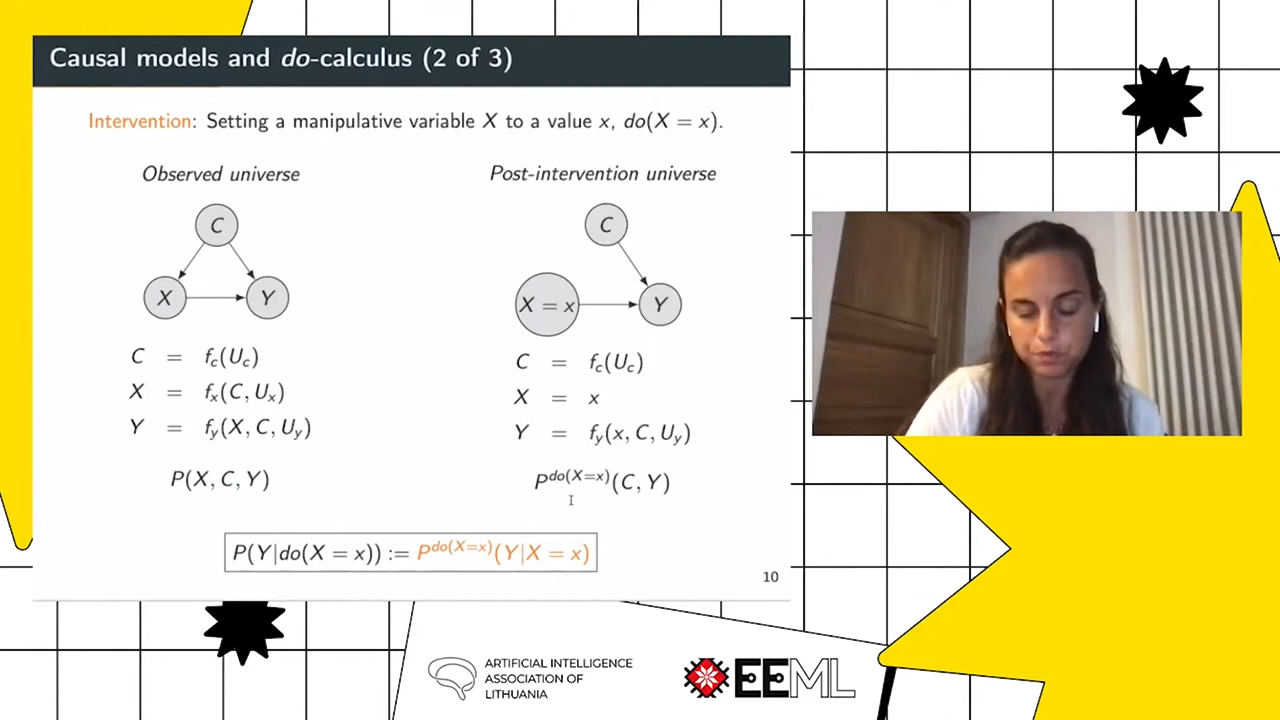 Causal models and do-calculus (2 of 3)
Intervention: Setting a manipulative variable X to a value x, do(X = x).
Observed universe
C
X
Y
C = f_c(U_c)
X = f_x(C, U_x)
Y = f_y(X, C, U_y)
P(X, C, Y)
Post-intervention universe
C
X = x
Y
C = f_c(U_c)
X = x
Y = f_y(x, C, U_y)
P^{do(X=x)}(C, Y)
P(Y|do(X = x)) := P^{do(X=x)}(Y|X = x)
10
ARTIFICIAL INTELLIGENCE
ASSOCIATION OF
LITHUANIA
EEML